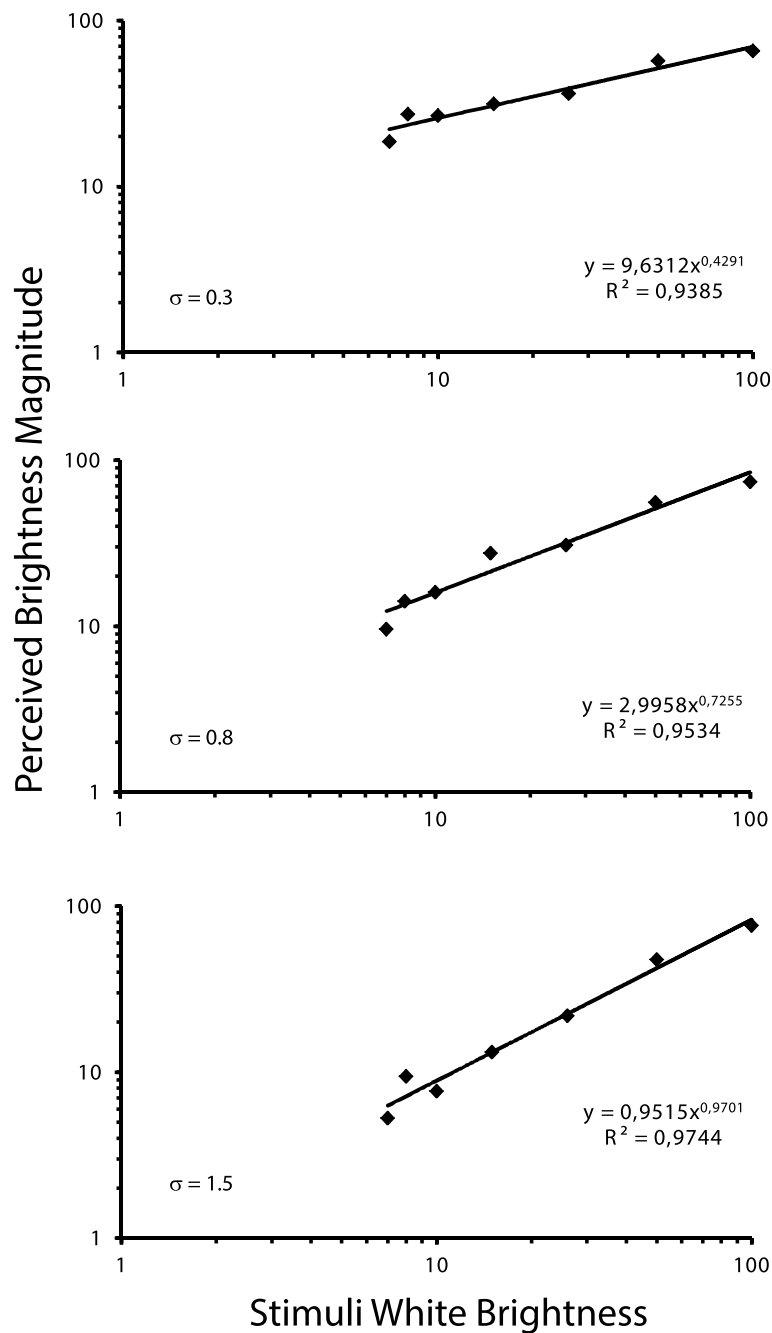 Perceived Brightness Magnitude
100
10
1
1 10 100
σ = 0.3
y = 9,6312x^0,4291
R² = 0,9385
100
10
1
1 10 100
σ = 0.8
y = 2,9958x^0,7255
R² = 0,9534
100
10
1
1 10 100
σ = 1.5
y = 0,9515x^0,9701
R² = 0,9744
Stimuli White Brightness